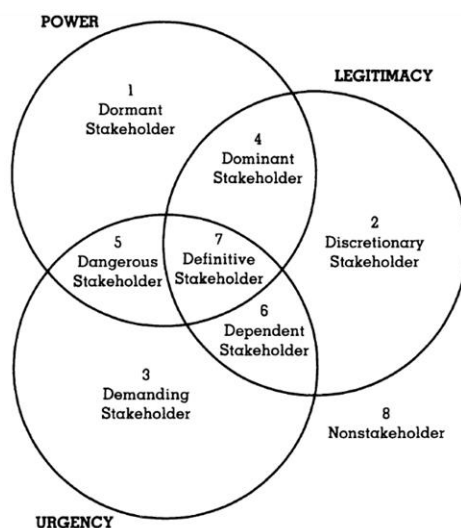 POWER
LEGITIMACY
1
Dormant
Stakeholder
4
Dominant
Stakeholder
2
Discretionary
Stakeholder
5
Dangerous
Stakeholder
7
Definitive
Stakeholder
6
Dependent
Stakeholder
3
Demanding
Stakeholder
8
Nonstakeholder
URGENCY